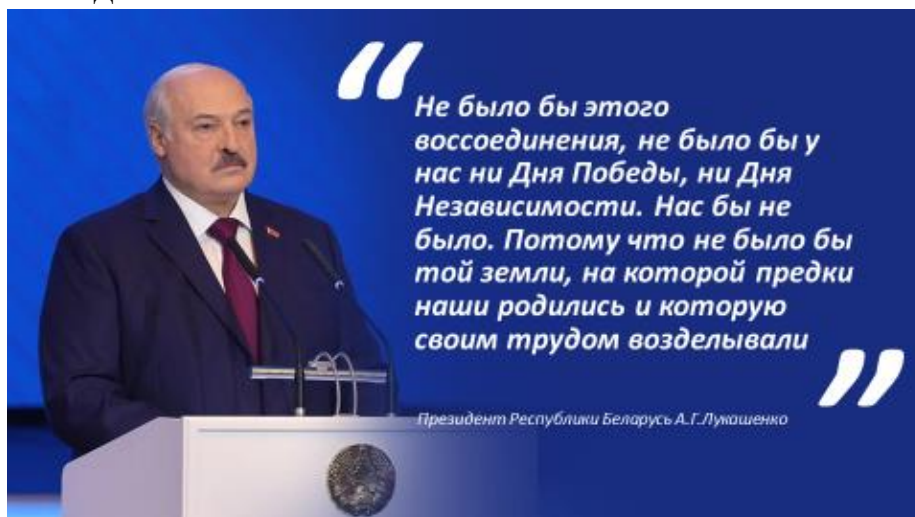 “
Не было бы этого
воссоединения, не было бы у
нас ни Дня Победы, ни Дня
Независимости. Нас бы не
было. Потому что не было бы
той земли, на которой предки
наши родились и которую
своим трудом возделывали
”
Президент Республики Беларусь А.Г.Лукашенко